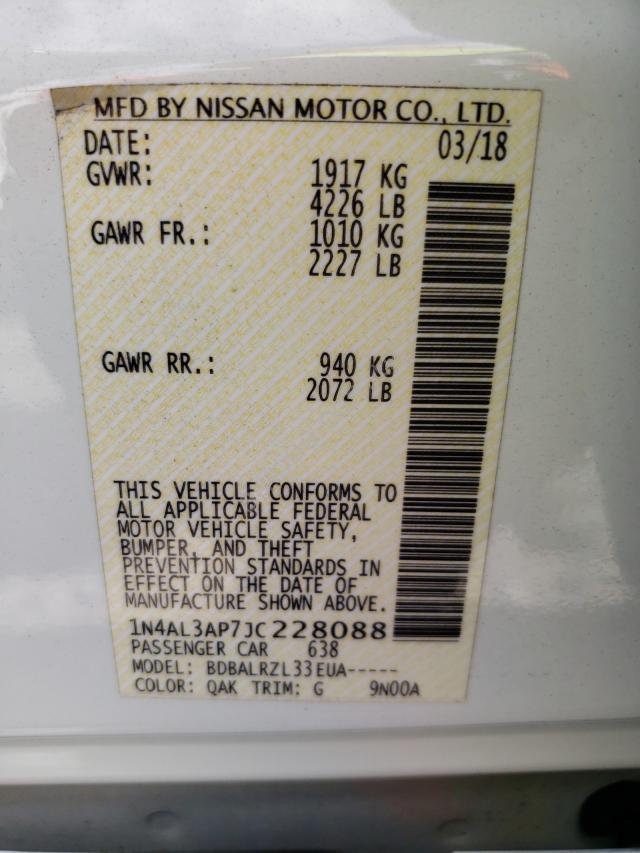 MFD BY NISSAN MOTOR CO., LTD.
DATE: 03/18
GVWR: 1917 KG
4226 LB
GAWR FR.: 1010 KG
2227 LB
GAWR RR.: 940 KG
2072 LB
THIS VEHICLE CONFORMS TO
ALL APPLICABLE FEDERAL
MOTOR VEHICLE SAFETY,
BUMPER, AND THEFT
PREVENTION STANDARDS IN
EFFECT ON THE DATE OF
MANUFACTURE SHOWN ABOVE.
1N4AL3AP7JC228088
PASSENGER CAR 638
MODEL: BDBALRZL33EUA-----
COLOR: QAK TRIM: G 9N00A